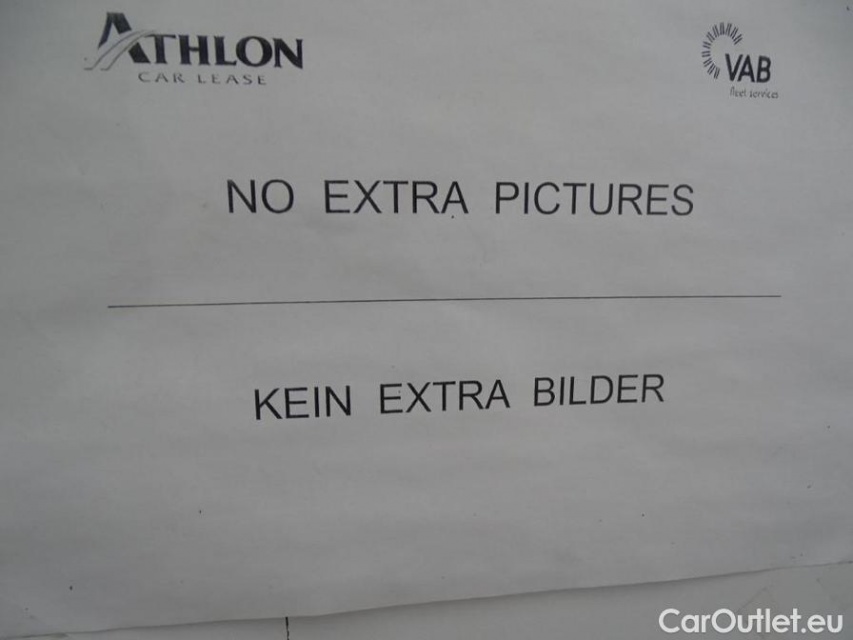 ATHLON
CAR LEASE
VAB
fleet services
NO EXTRA PICTURES
KEIN EXTRA BILDER
CarOutlet.eu